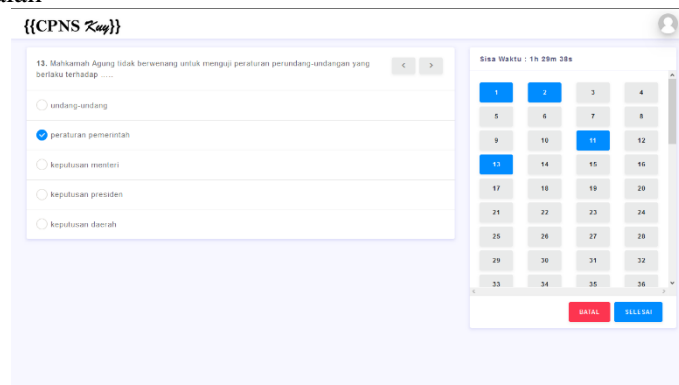 {{CPNS Kuy}}
13. Mahkamah Agung tidak berwenang untuk menguji peraturan perundang-undangan yang
berlaku terhadap .....
< >
undang-undang
peraturan pemerintah
keputusan menteri
keputusan presiden
keputusan daerah
Sisa Waktu : 1h 29m 38s
1 2 3 4
5 6 7 8
9 10 11 12
13 14 15 16
17 18 19 20
21 22 23 24
25 26 27 28
29 30 31 32
33 34 35 36
BATAL SELESAI